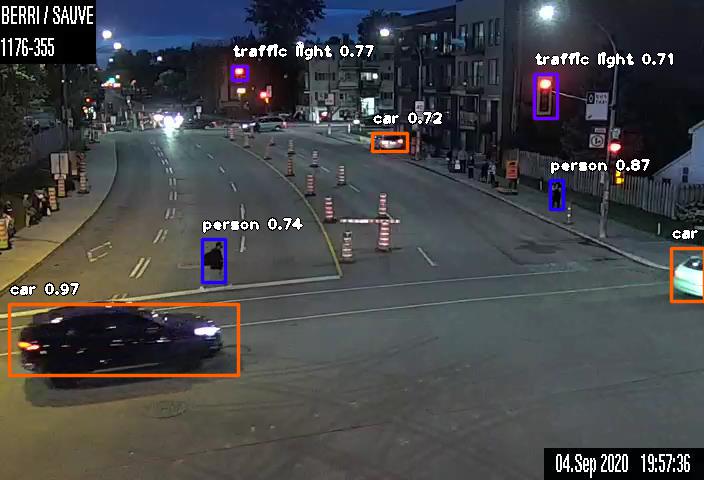 BERRI / SAUVE
1176-355
traffic light 0.77
traffic light 0.71
car 0.72
person 0.87
person 0.74
car
car 0.97
04.Sep 2020 19:57:36